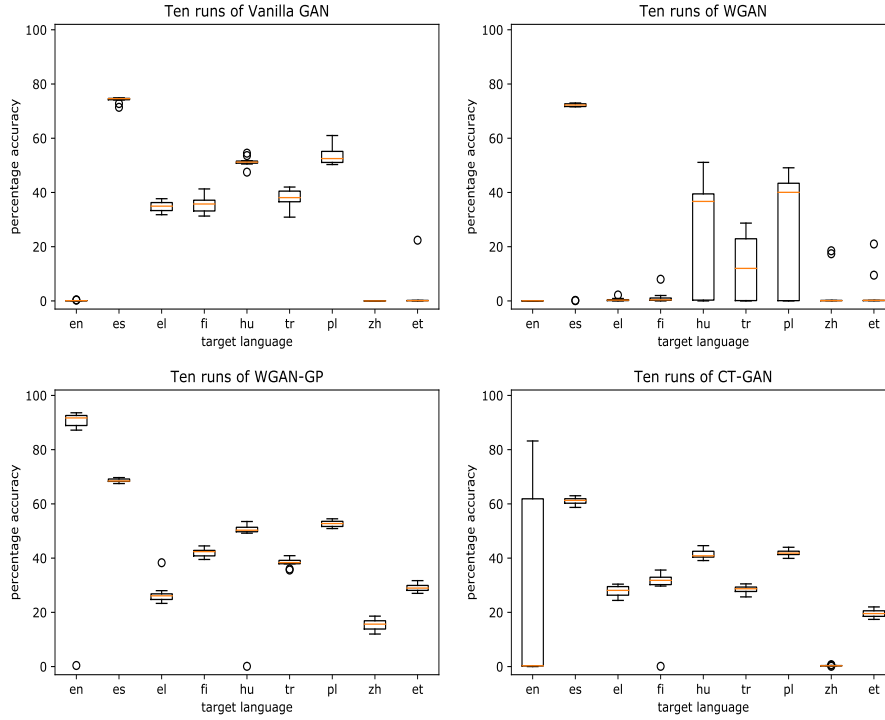 Ten runs of Vanilla GAN
percentage accuracy
100
80
60
40
20
0
en es el fi hu tr pl zh et
target language
Ten runs of WGAN
percentage accuracy
100
80
60
40
20
0
en es el fi hu tr pl zh et
target language
Ten runs of WGAN-GP
percentage accuracy
100
80
60
40
20
0
en es el fi hu tr pl zh et
target language
Ten runs of CT-GAN
percentage accuracy
100
80
60
40
20
0
en es el fi hu tr pl zh et
target language